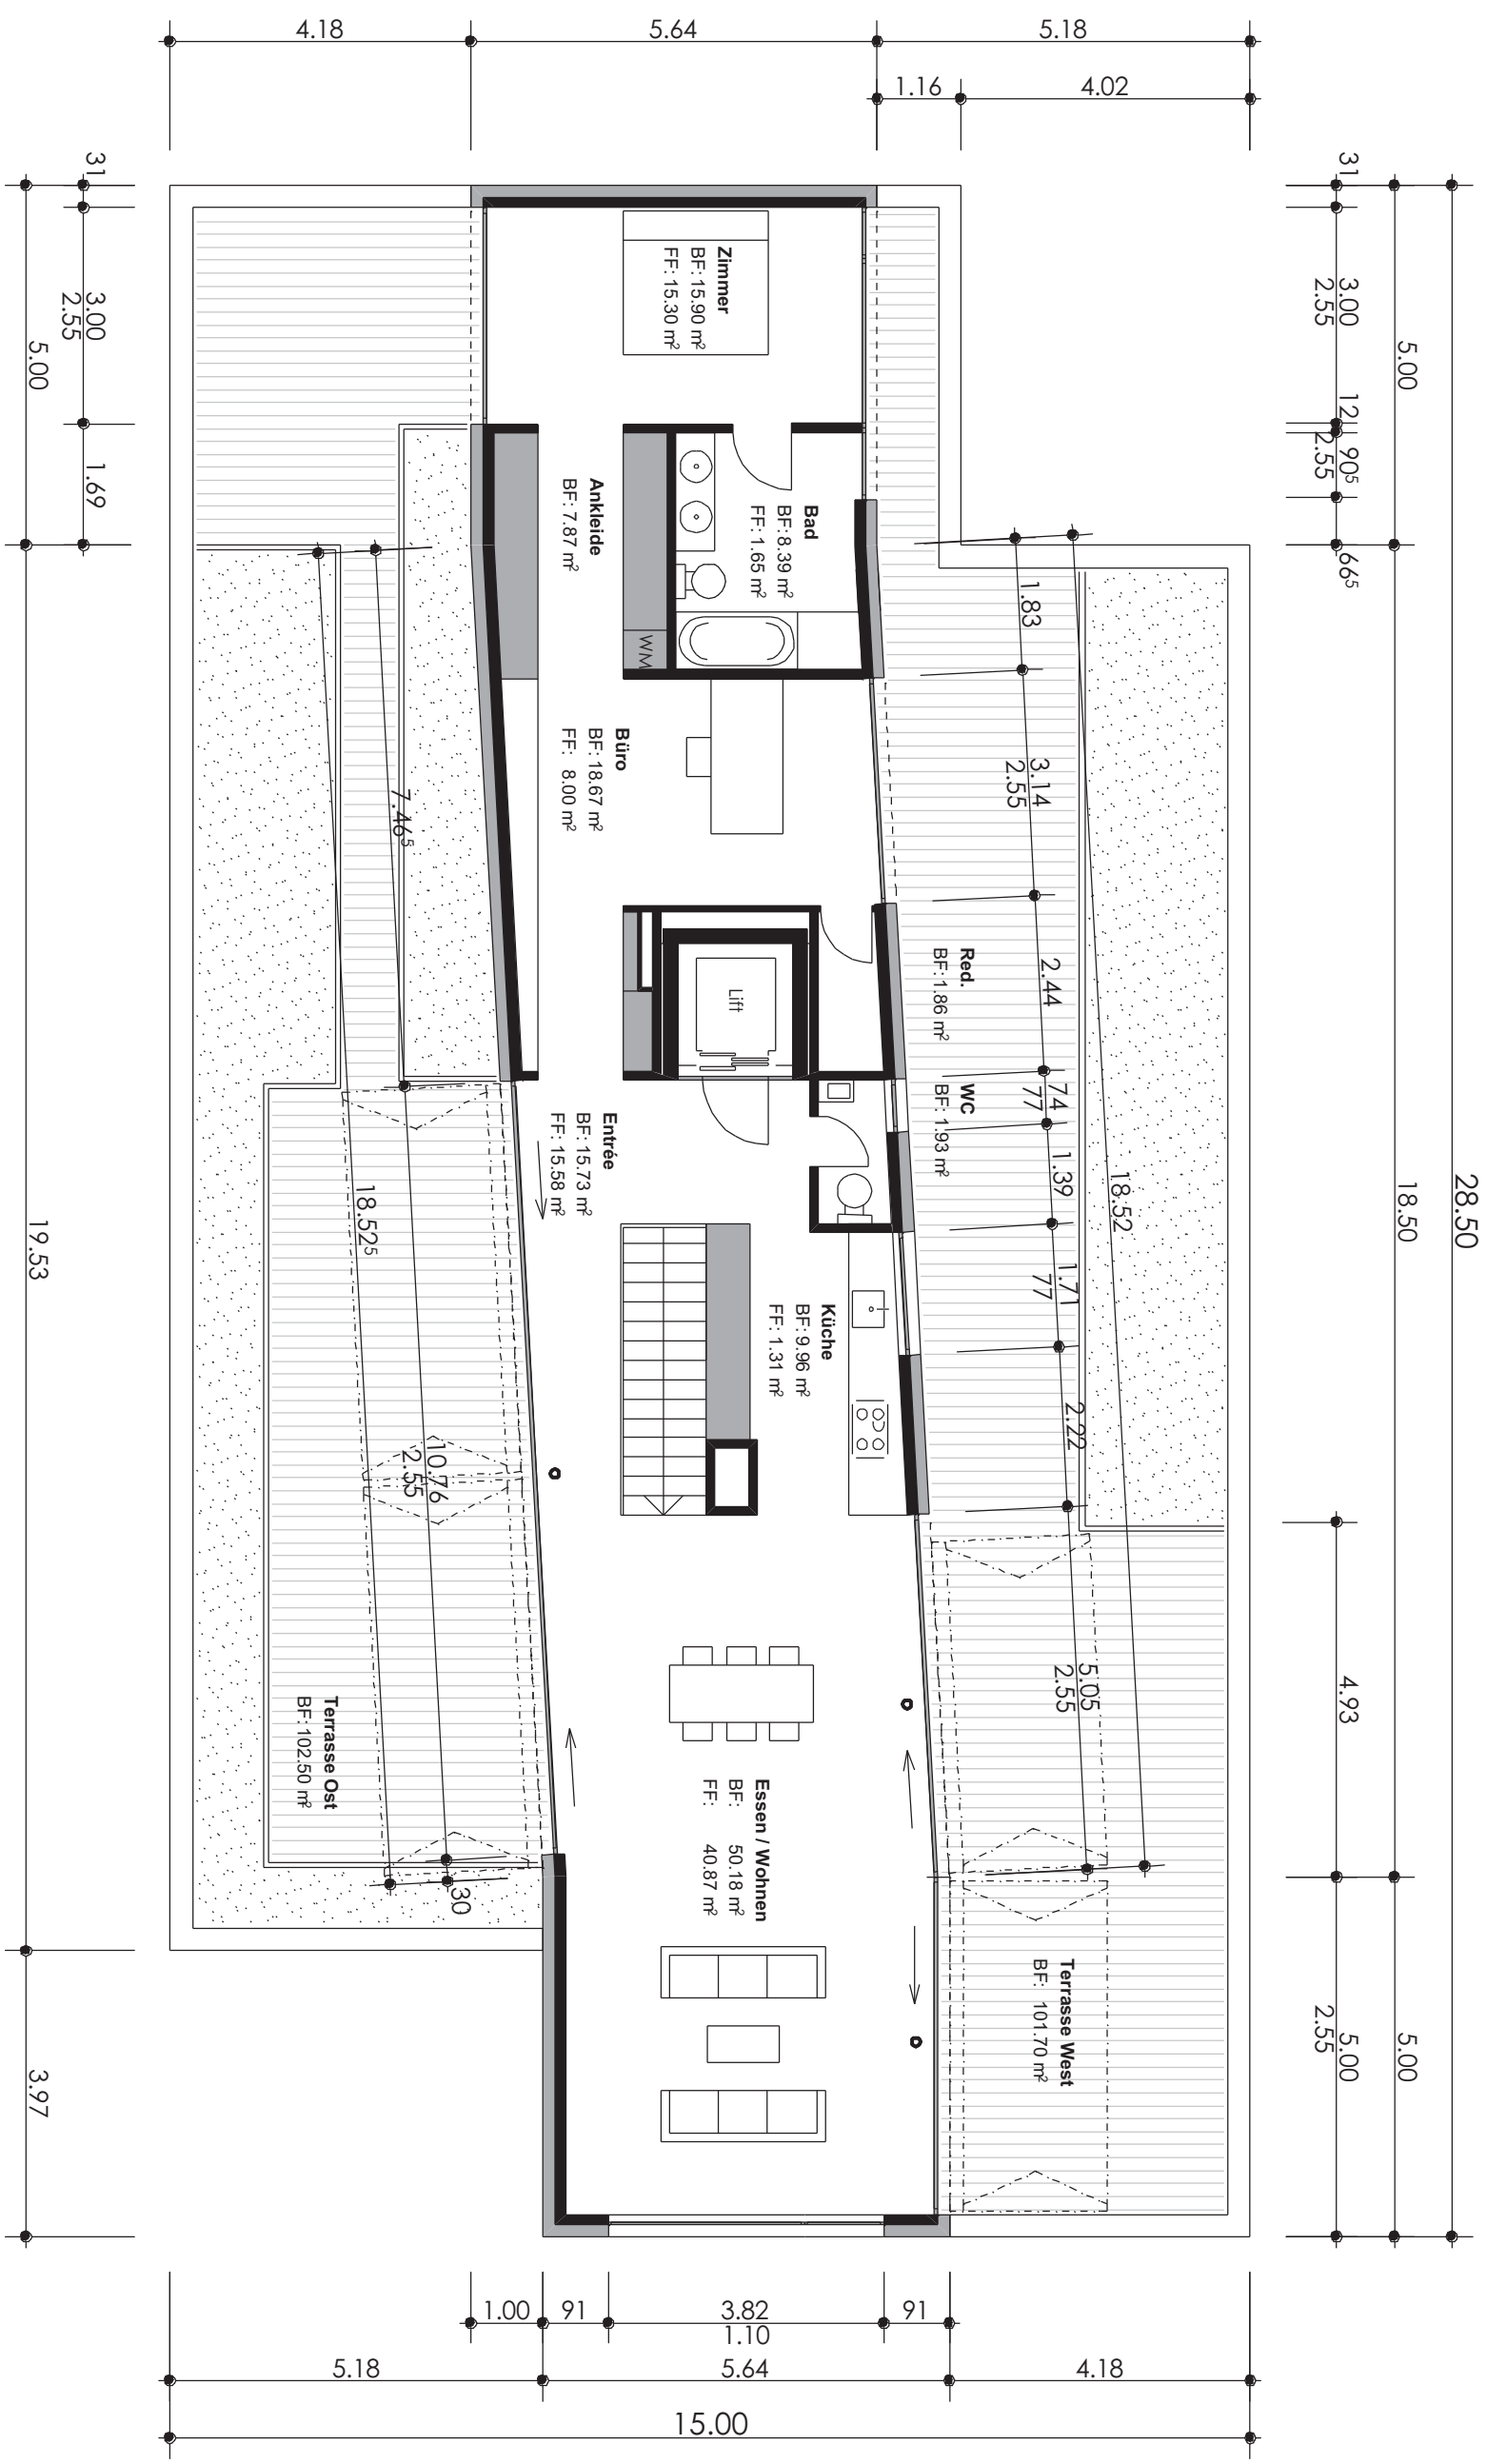 4.18
5.64
5.18
1.16
4.02
31
3.00
2.55
1.69
5.00
19.53
3.97
31
3.00
2.55
12
90⁵
2.55
66⁵
5.00
18.50
28.50
4.93
5.00
2.55
5.00
Zimmer
BF: 15.90 m²
FF: 15.30 m²
Bad
BF: 8.39 m²
FF: 1.65 m²
Ankleide
BF: 7.87 m²
WM
Büro
BF: 18.67 m²
FF: 8.00 m²
Lift
Red.
BF: 1.86 m²
WC
BF: 1.93 m²
Entrée
BF: 15.73 m²
FF: 15.58 m²
Küche
BF: 9.96 m²
FF: 1.31 m²
Essen / Wohnen
BF: 50.18 m²
FF: 40.87 m²
Terrasse Ost
BF: 102.50 m²
Terrasse West
BF: 101.70 m²
1.83
3.14
2.55
2.44
74
77
1.39
1.71
77
2.22
5.05
2.55
18.52
7.46⁵
18.52⁵
10.76
2.55
30
1.00
91
3.82
1.10
91
5.18
5.64
4.18
15.00